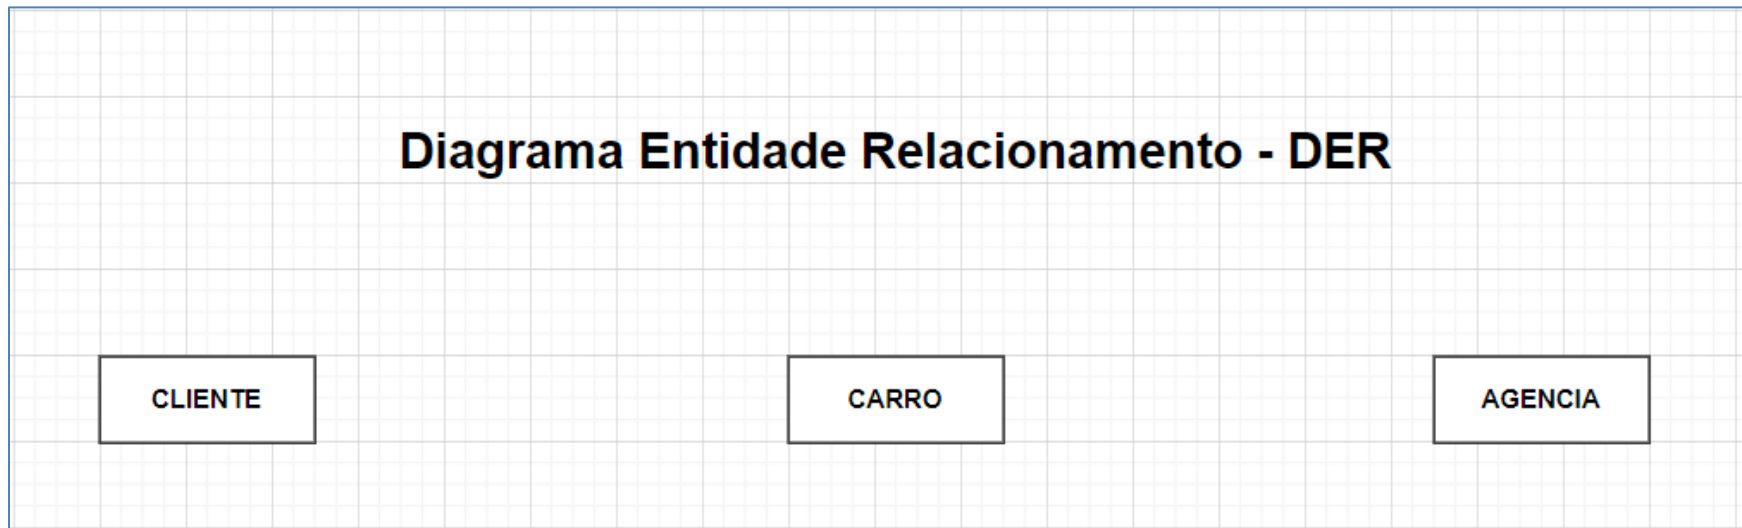 Diagrama Entidade Relacionamento - DER
CLIENTE
CARRO
AGENCIA